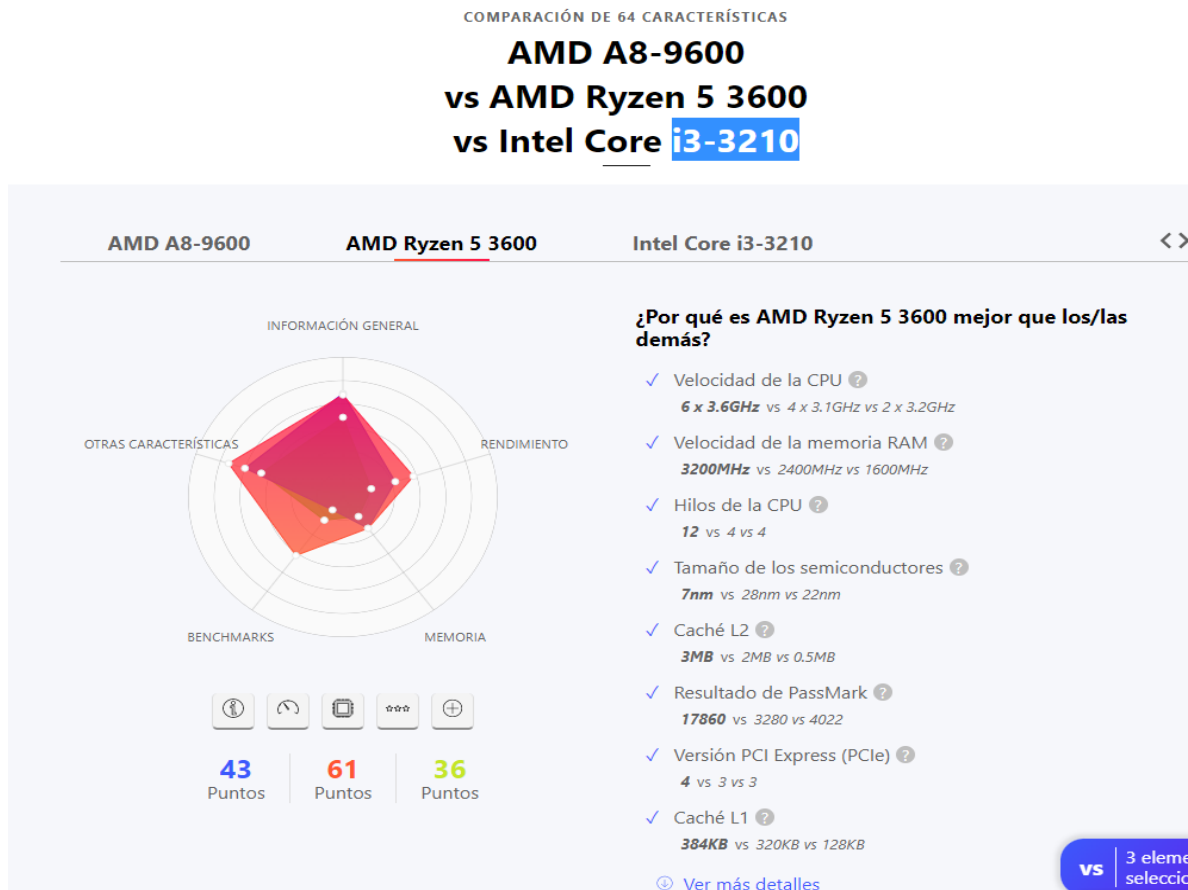 COMPARACIÓN DE 64 CARACTERÍSTICAS
AMD A8-9600
vs AMD Ryzen 5 3600
vs Intel Core i3-3210
AMD A8-9600
AMD Ryzen 5 3600
Intel Core i3-3210
INFORMACIÓN GENERAL
OTRAS CARACTERÍSTICAS
RENDIMIENTO
BENCHMARKS
MEMORIA
43
Puntos
61
Puntos
36
Puntos
¿Por qué es AMD Ryzen 5 3600 mejor que los/las
demás?
Velocidad de la CPU ?
6 x 3.6GHz vs 4 x 3.1GHz vs 2 x 3.2GHz
Velocidad de la memoria RAM ?
3200MHz vs 2400MHz vs 1600MHz
Hilos de la CPU ?
12 vs 4 vs 4
Tamaño de los semiconductores ?
7nm vs 28nm vs 22nm
Caché L2 ?
3MB vs 2MB vs 0.5MB
Resultado de PassMark ?
17860 vs 3280 vs 4022
Versión PCI Express (PCIe) ?
4 vs 3 vs 3
Caché L1 ?
384KB vs 320KB vs 128KB
Ver más detalles
vs
3 eleme
seleccio